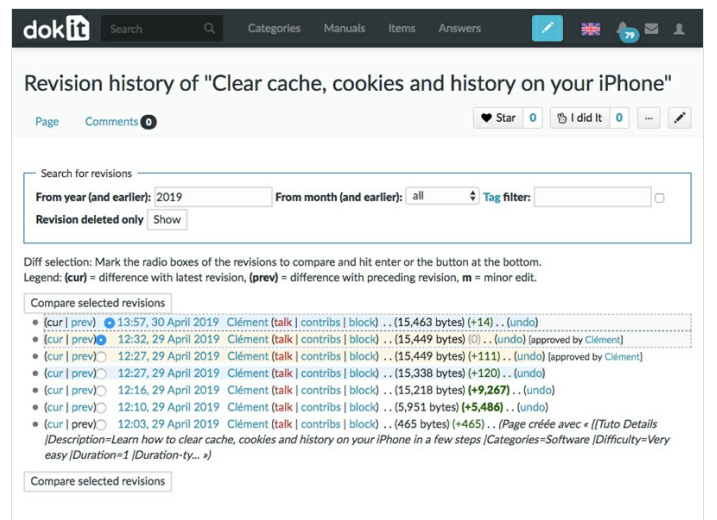 dokit Search Categories Manuals Items Answers 79
Revision history of "Clear cache, cookies and history on your iPhone"
Page Comments 0 Star 0 I did It 0 ...
Search for revisions
From year (and earlier): 2019 From month (and earlier): all Tag filter:
Revision deleted only Show
Diff selection: Mark the radio boxes of the revisions to compare and hit enter or the button at the bottom.
Legend: (cur) = difference with latest revision, (prev) = difference with preceding revision, m = minor edit.
Compare selected revisions
(cur | prev) 13:57, 30 April 2019 Clément (talk | contribs | block) . . (15,463 bytes) (+14) . . (undo)
(cur | prev) 12:32, 29 April 2019 Clément (talk | contribs | block) . . (15,449 bytes) (0) . . (undo) [approved by Clément]
(cur | prev) 12:27, 29 April 2019 Clément (talk | contribs | block) . . (15,449 bytes) (+111) . . (undo) [approved by Clément]
(cur | prev) 12:27, 29 April 2019 Clément (talk | contribs | block) . . (15,338 bytes) (+120) . . (undo)
(cur | prev) 12:16, 29 April 2019 Clément (talk | contribs | block) . . (15,218 bytes) (+9,267) . . (undo)
(cur | prev) 12:10, 29 April 2019 Clément (talk | contribs | block) . . (5,951 bytes) (+5,486) . . (undo)
(cur | prev) 12:03, 29 April 2019 Clément (talk | contribs | block) . . (465 bytes) (+465) . . (Page créée avec « {{Tuto Details
|Description=Learn how to clear cache, cookies and history on your iPhone in a few steps |Categories=Software |Difficulty=Very
easy |Duration=1 |Duration-ty... »)
Compare selected revisions